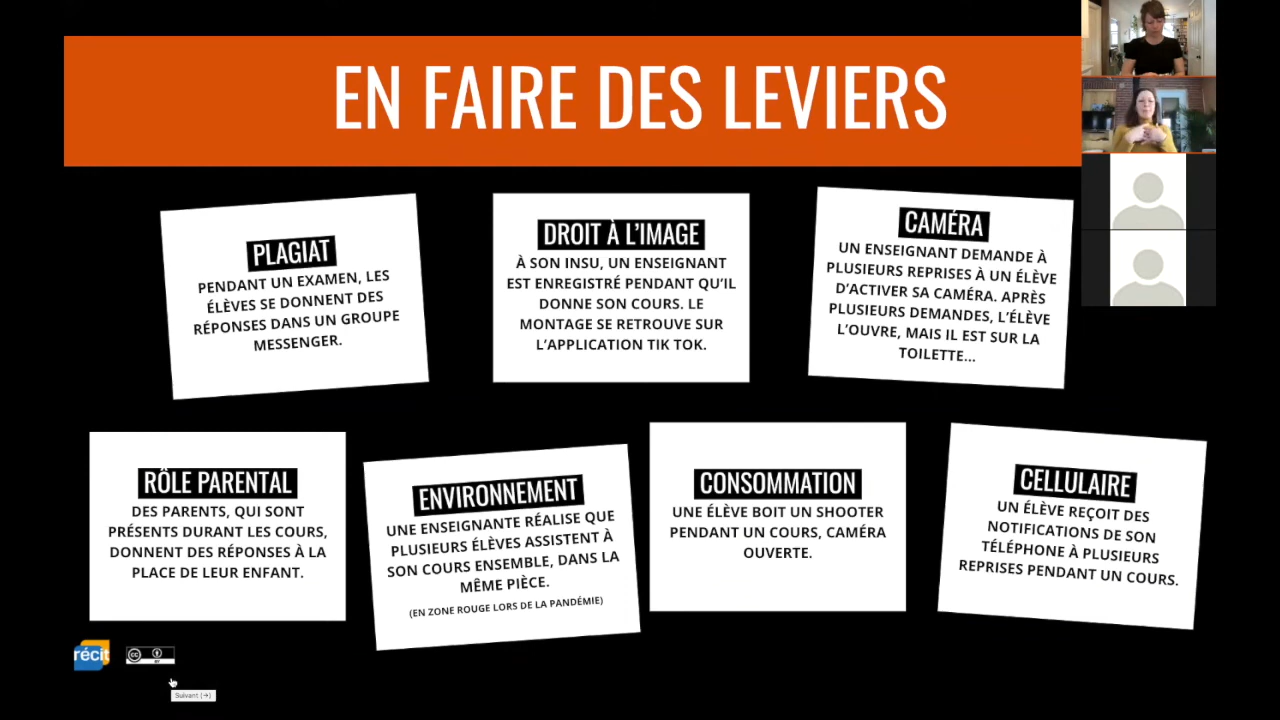 EN FAIRE DES LEVIERS
PLAGIAT
PENDANT UN EXAMEN, LES
ÉLÈVES SE DONNENT DES
RÉPONSES DANS UN GROUPE
MESSENGER.
DROIT À L'IMAGE
À SON INSU, UN ENSEIGNANT
EST ENREGISTRÉ PENDANT QU'IL
DONNE SON COURS. LE
MONTAGE SE RETROUVE SUR
L'APPLICATION TIK TOK.
CAMÉRA
UN ENSEIGNANT DEMANDE À
PLUSIEURS REPRISES À UN ÉLÈVE
D'ACTIVER SA CAMÉRA. APRÈS
PLUSIEURS DEMANDES, L'ÉLÈVE
L'OUVRE, MAIS IL EST SUR LA
TOILETTE...
RÔLE PARENTAL
DES PARENTS, QUI SONT
PRÉSENTS DURANT LES COURS,
DONNENT DES RÉPONSES À LA
PLACE DE LEUR ENFANT.
ENVIRONNEMENT
UNE ENSEIGNANTE RÉALISE QUE
PLUSIEURS ÉLÈVES ASSISTENT À
SON COURS ENSEMBLE, DANS LA
MÊME PIÈCE.
(EN ZONE ROUGE LORS DE LA PANDÉMIE)
CONSOMMATION
UNE ÉLÈVE BOIT UN SHOOTER
PENDANT UN COURS, CAMÉRA
OUVERTE.
CELLULAIRE
UN ÉLÈVE REÇOIT DES
NOTIFICATIONS DE SON
TÉLÉPHONE À PLUSIEURS
REPRISES PENDANT UN COURS.
récit
CC BY
Suivant (→)